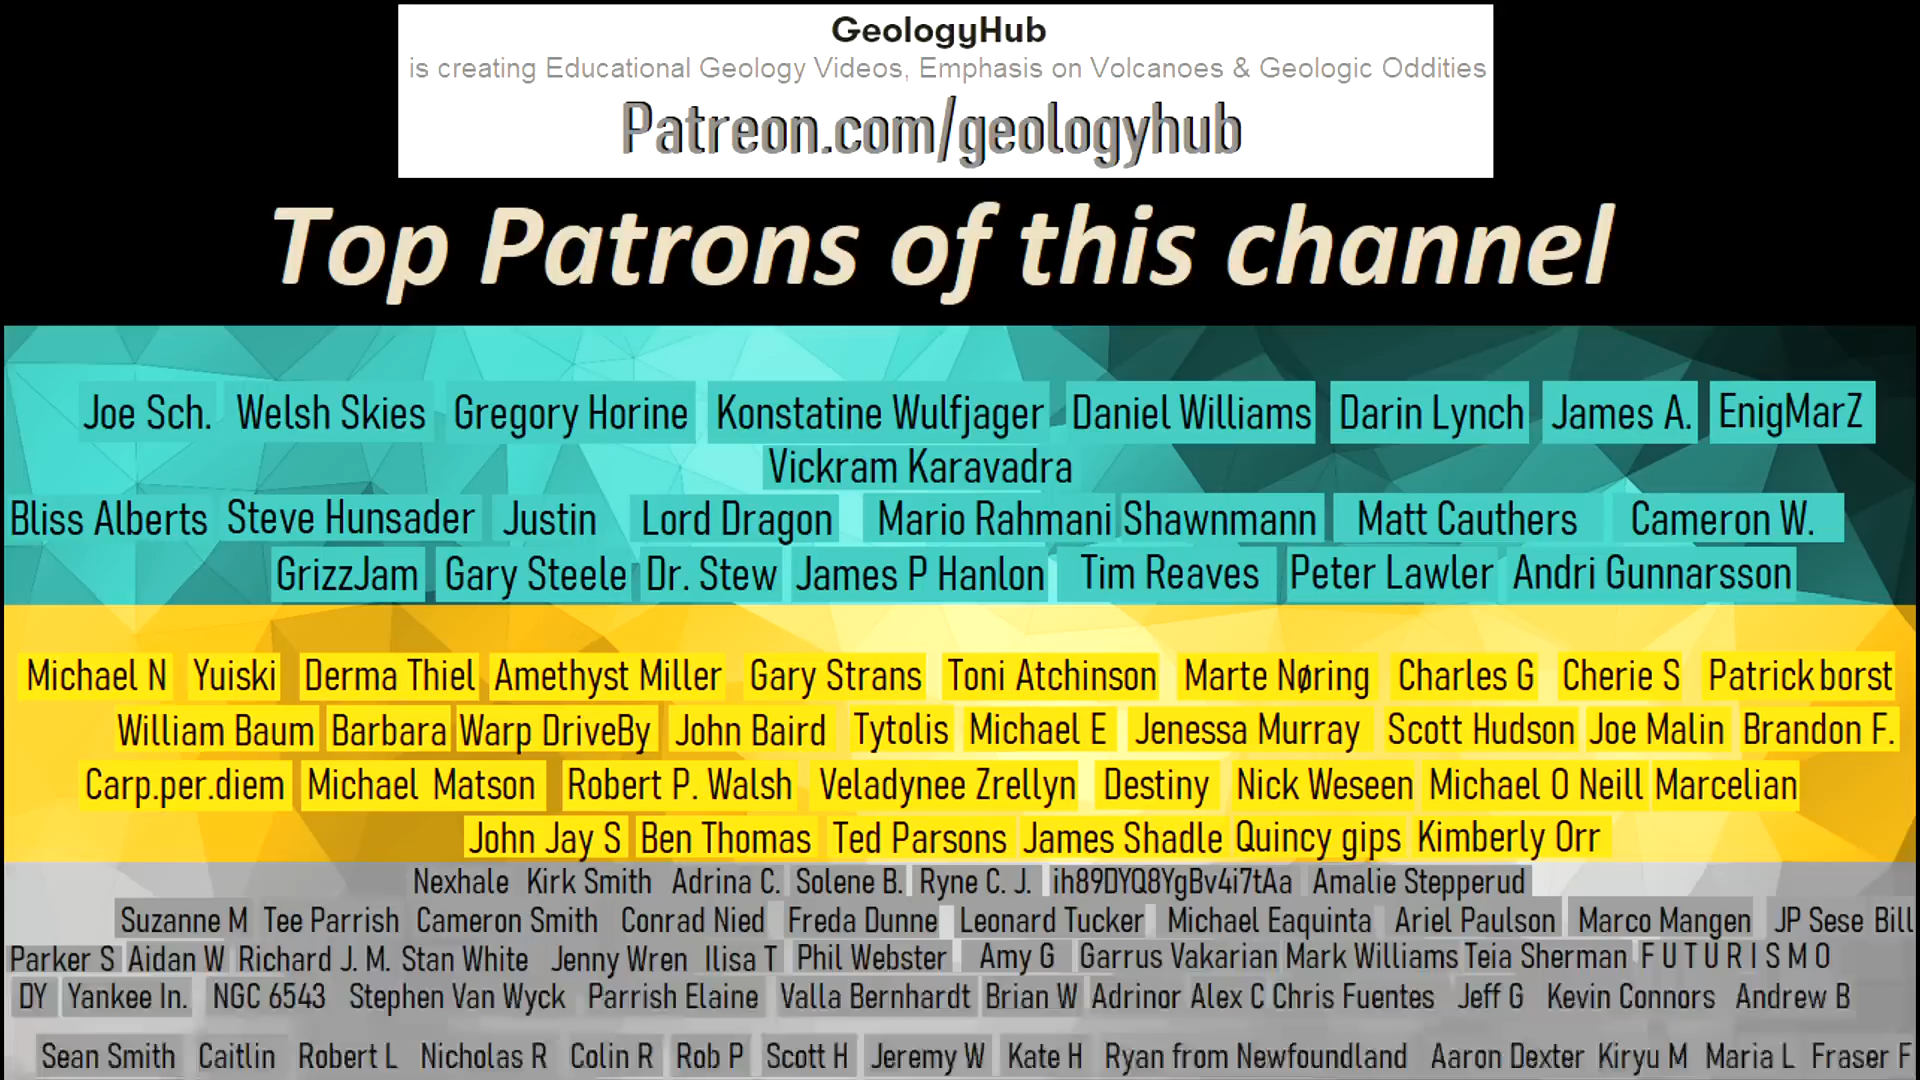 GeologyHub
is creating Educational Geology Videos, Emphasis on Volcanoes & Geologic Oddities
Patreon.com/geologyhub
Top Patrons of this channel
Joe Sch. Welsh Skies Gregory Horine Konstatine Wulfjager Daniel Williams Darin Lynch James A. EnigMarZ
Vickram Karavadra
Bliss Alberts Steve Hunsader Justin Lord Dragon Mario Rahmani Shawnmann Matt Cauthers Cameron W.
GrizzJam Gary Steele Dr. Stew James P Hanlon Tim Reaves Peter Lawler Andri Gunnarsson
Michael N Yuiski Derma Thiel Amethyst Miller Gary Strans Toni Atchinson Marte Nøring Charles G Cherie S Patrick borst
William Baum Barbara Warp DriveBy John Baird Tytolis Michael E Jenessa Murray Scott Hudson Joe Malin Brandon F.
Carp.per.diem Michael Matson Robert P. Walsh Veladynee Zrellyn Destiny Nick Weseen Michael O Neill Marcelian
John Jay S Ben Thomas Ted Parsons James Shadle Quincy gips Kimberly Orr
Nexhale Kirk Smith Adrina C. Solene B. Ryne C. J. ih89DYQ8YgBv4i7tAa Amalie Stepperud
Suzanne M Tee Parrish Cameron Smith Conrad Nied Freda Dunne Leonard Tucker Michael Eaquinta Ariel Paulson Marco Mangen JP Sese Bill
Parker S Aidan W Richard J. M. Stan White Jenny Wren Ilisa T Phil Webster Amy G Garrus Vakarian Mark Williams Teia Sherman F U T U R I S M O
DY Yankee In. NGC 6543 Stephen Van Wyck Parrish Elaine Valla Bernhardt Brian W Adrinor Alex C Chris Fuentes Jeff G Kevin Connors Andrew B
Sean Smith Caitlin Robert L Nicholas R Colin R Rob P Scott H Jeremy W Kate H Ryan from Newfoundland Aaron Dexter Kiryu M Maria L Fraser F